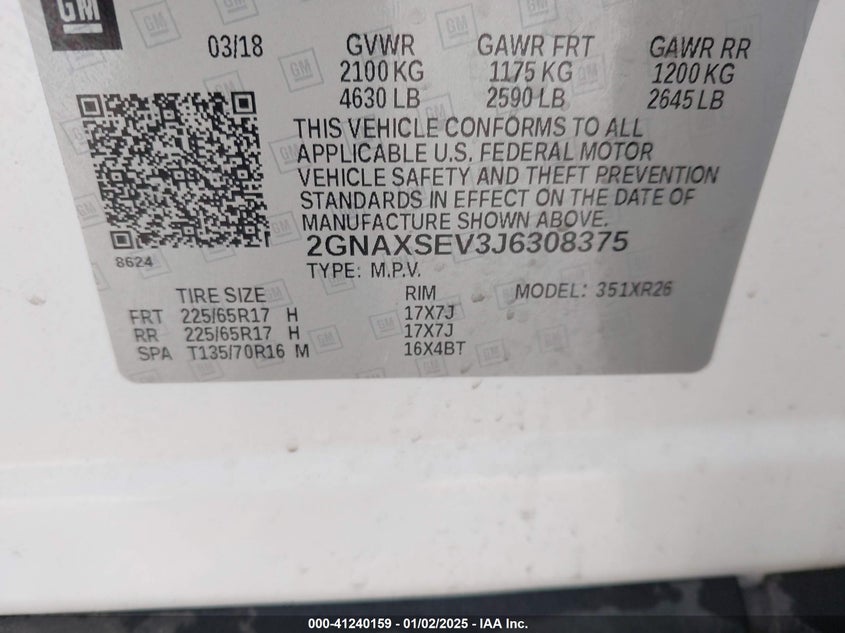 GM
03/18 GVWR GAWR FRT GAWR RR
2100 KG 1175 KG 1200 KG
4630 LB 2590 LB 2645 LB
THIS VEHICLE CONFORMS TO ALL
APPLICABLE U.S. FEDERAL MOTOR
VEHICLE SAFETY AND THEFT PREVENTION
STANDARDS IN EFFECT ON THE DATE OF
MANUFACTURE SHOWN ABOVE.
8624 2GNAXSEV3J6308375
TYPE: M.P.V.
TIRE SIZE RIM MODEL: 351XR26
FRT 225/65R17 H 17X7J
RR 225/65R17 H 17X7J
SPA T135/70R16 M 16X4BT
000-41240159 — 01/02/2025 — IAA Inc.